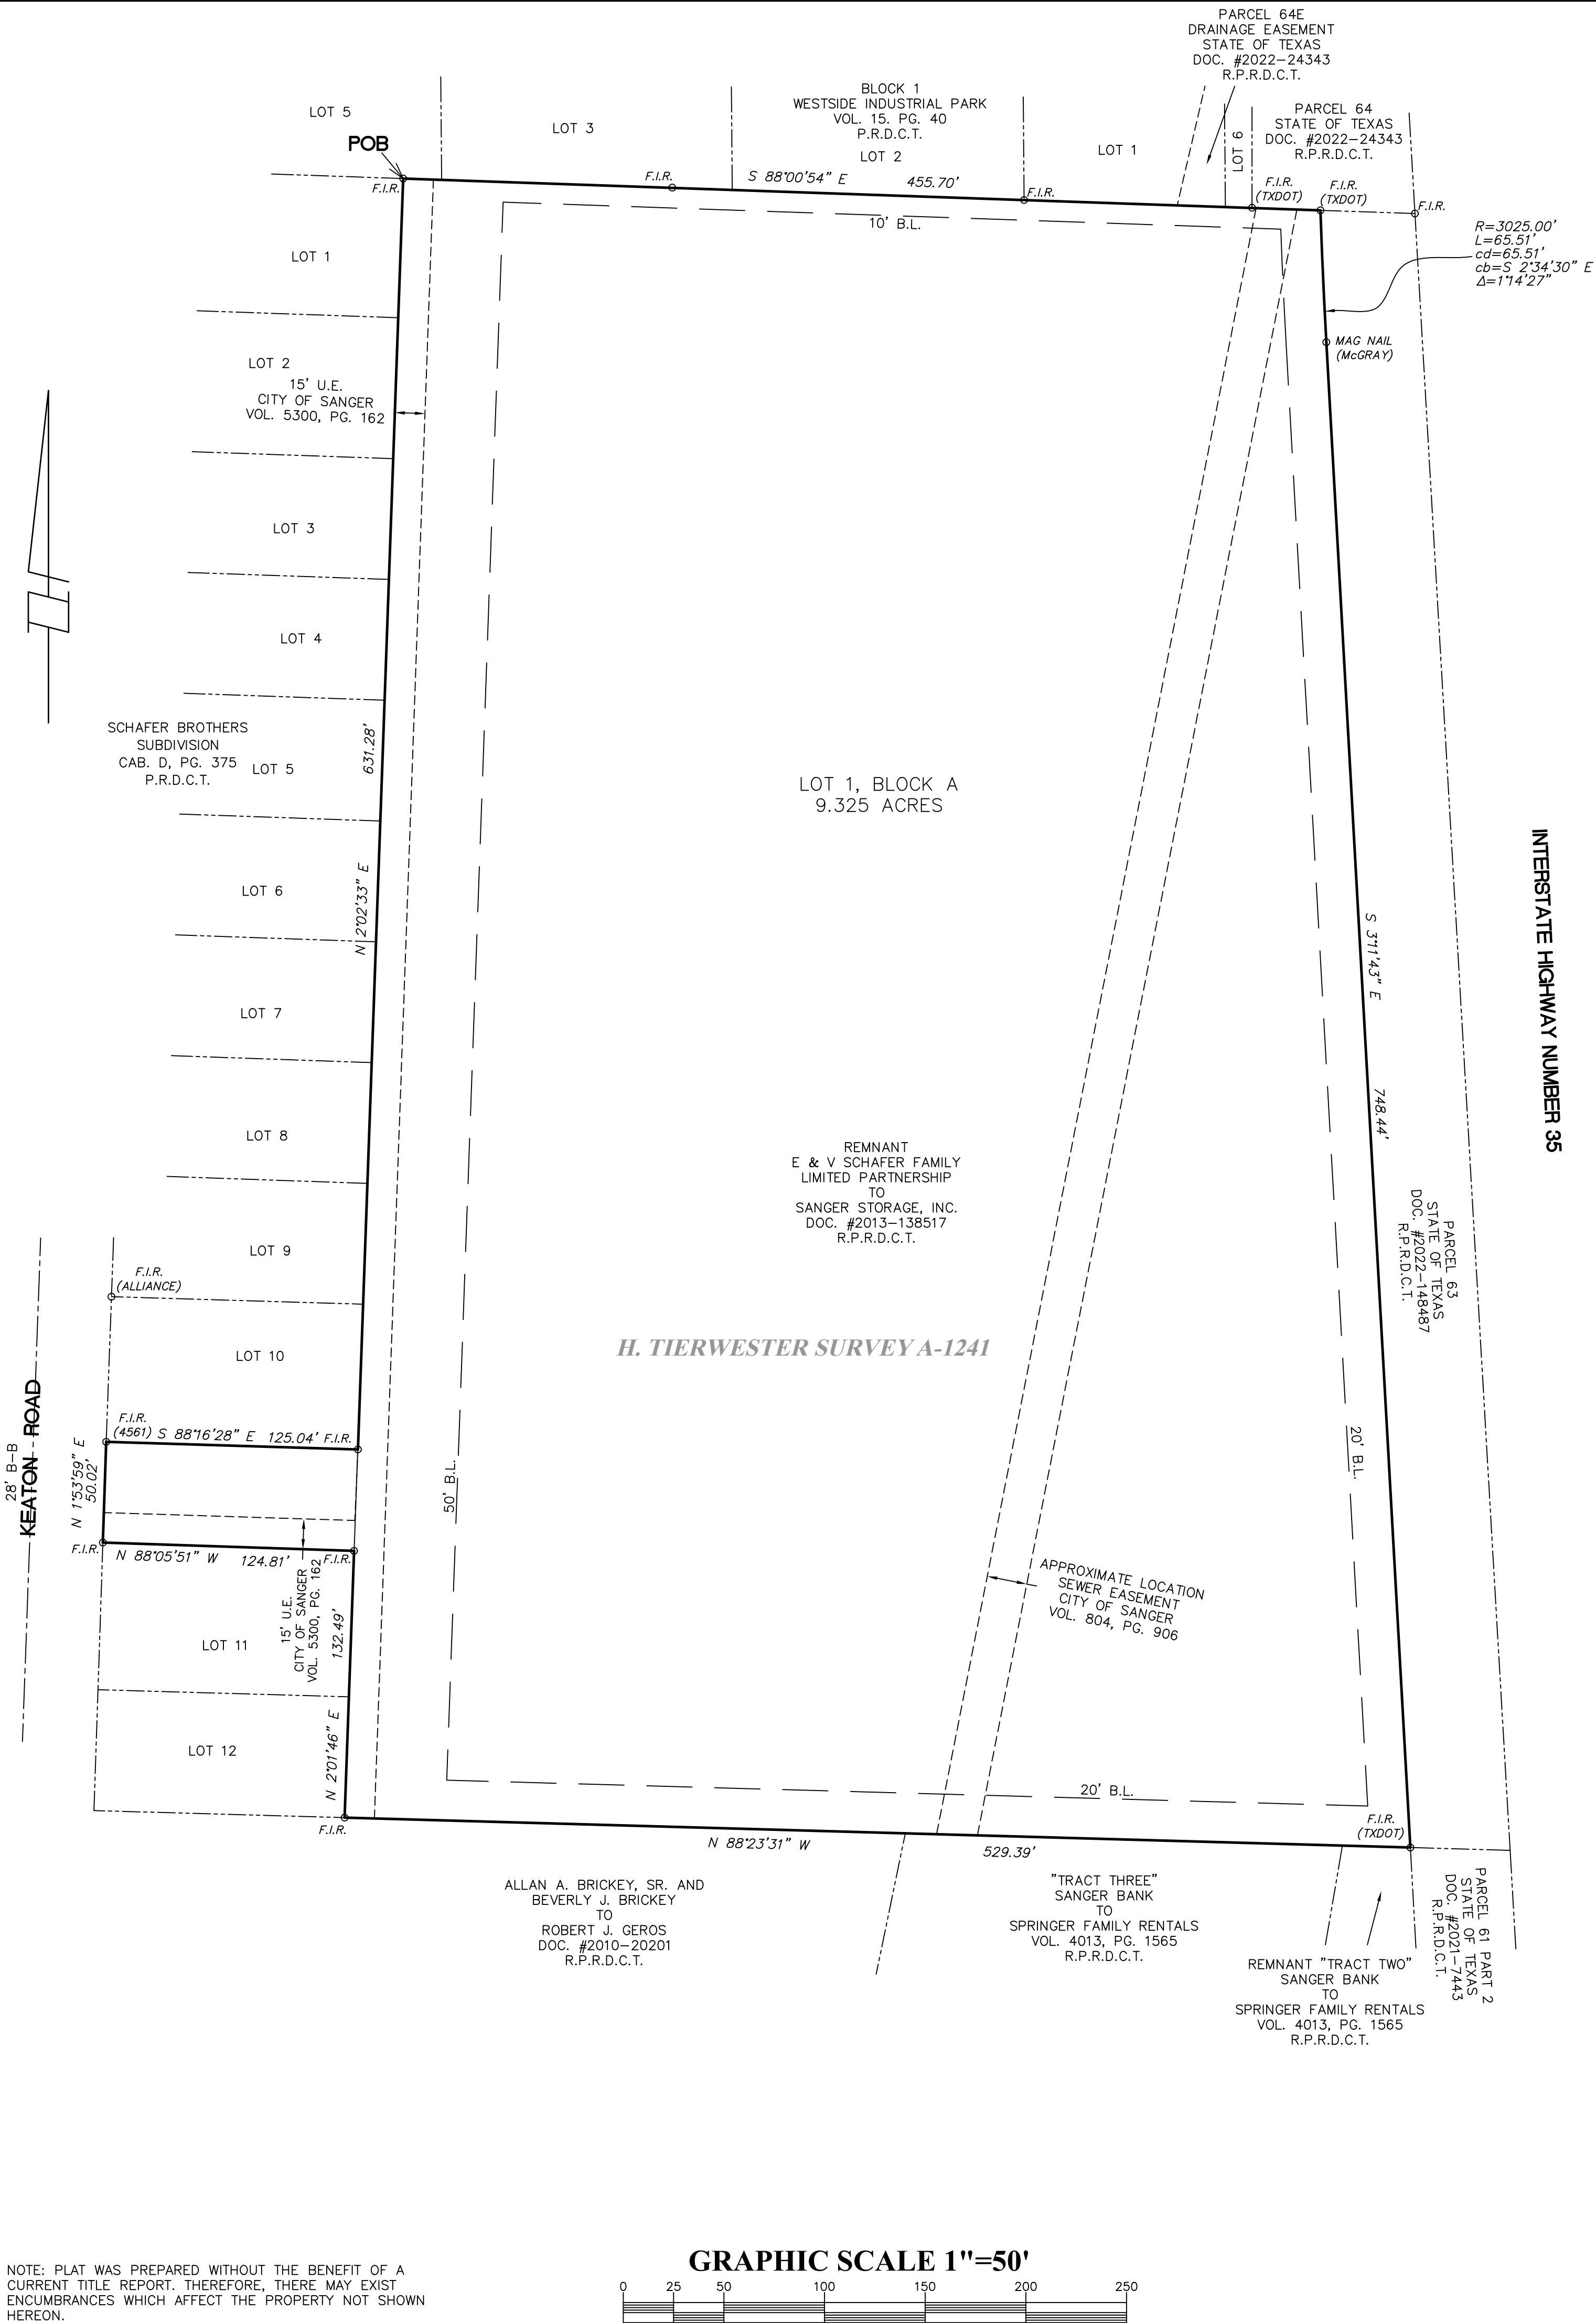 PARCEL 64E
DRAINAGE EASEMENT
STATE OF TEXAS
DOC. #2022-24343
R.P.R.D.C.T.
BLOCK 1
WESTSIDE INDUSTRIAL PARK
VOL. 15. PG. 40
P.R.D.C.T.
LOT 5
LOT 3
LOT 2
LOT 1
LOT 6
PARCEL 64
STATE OF TEXAS
DOC. #2022-24343
R.P.R.D.C.T.
POB
F.I.R.
F.I.R.
S 88°00'54" E 455.70'
F.I.R.
F.I.R.
(TXDOT)
F.I.R.
(TXDOT)
F.I.R.
10' B.L.
R=3025.00'
L=65.51'
cd=65.51'
cb=S 2°34'30" E
Δ=1°14'27"
MAG NAIL
(McGRAY)
LOT 1
LOT 2
15' U.E.
CITY OF SANGER
VOL. 5300, PG. 162
LOT 3
LOT 4
SCHAFER BROTHERS
SUBDIVISION
CAB. D, PG. 375
P.R.D.C.T.
LOT 5
631.28'
N 2°02'33" E
LOT 6
LOT 7
LOT 8
LOT 9
LOT 1, BLOCK A
9.325 ACRES
INTERSTATE HIGHWAY NUMBER 35
S 3°11'43" E
748.44'
REMNANT
E & V SCHAFER FAMILY
LIMITED PARTNERSHIP
TO
SANGER STORAGE, INC.
DOC. #2013-138517
R.P.R.D.C.T.
PARCEL 63
STATE OF TEXAS
DOC. #2022-148487
R.P.R.D.C.T.
F.I.R.
(ALLIANCE)
LOT 10
H. TIERWESTER SURVEY A-1241
28' B-B
KEATON ROAD
N 1°53'59" E
50.02'
F.I.R.
(4561)
S 88°16'28" E 125.04'
F.I.R.
50' B.L.
20' B.L.
F.I.R.
N 88°05'51" W 124.81'
F.I.R.
15' U.E.
CITY OF SANGER
VOL. 5300, PG. 162
132.49'
N 2°01'46" E
LOT 11
LOT 12
APPROXIMATE LOCATION
SEWER EASEMENT
CITY OF SANGER
VOL. 804, PG. 906
20' B.L.
F.I.R.
F.I.R.
(TXDOT)
N 88°23'31" W
529.39'
ALLAN A. BRICKEY, SR. AND
BEVERLY J. BRICKEY
TO
ROBERT J. GEROS
DOC. #2010-20201
R.P.R.D.C.T.
"TRACT THREE"
SANGER BANK
TO
SPRINGER FAMILY RENTALS
VOL. 4013, PG. 1565
R.P.R.D.C.T.
REMNANT "TRACT TWO"
SANGER BANK
TO
SPRINGER FAMILY RENTALS
VOL. 4013, PG. 1565
R.P.R.D.C.T.
PARCEL 61 PART 2
STATE OF TEXAS
DOC. #2021-7443
R.P.R.D.C.T.
NOTE: PLAT WAS PREPARED WITHOUT THE BENEFIT OF A
CURRENT TITLE REPORT. THEREFORE, THERE MAY EXIST
ENCUMBRANCES WHICH AFFECT THE PROPERTY NOT SHOWN
HEREON.
GRAPHIC SCALE 1"=50'
0 25 50 100 150 200 250